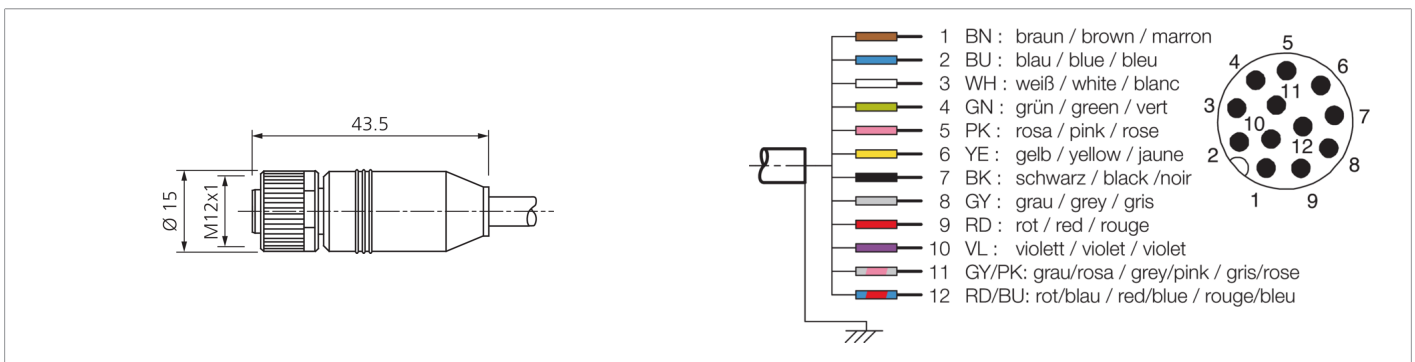 43.5
Ø 15
M12x1
1 BN : braun / brown / marron
2 BU : blau / blue / bleu
3 WH : weiß / white / blanc
4 GN : grün / green / vert
5 PK : rosa / pink / rose
6 YE : gelb / yellow / jaune
7 BK : schwarz / black /noir
8 GY : grau / grey / gris
9 RD : rot / red / rouge
10 VL : violett / violet / violet
11 GY/PK: grau/rosa / grey/pink / gris/rose
12 RD/BU: rot/blau / red/blue / rouge/bleu
5
4
6
11
3
7
10
12
2
8
1
9